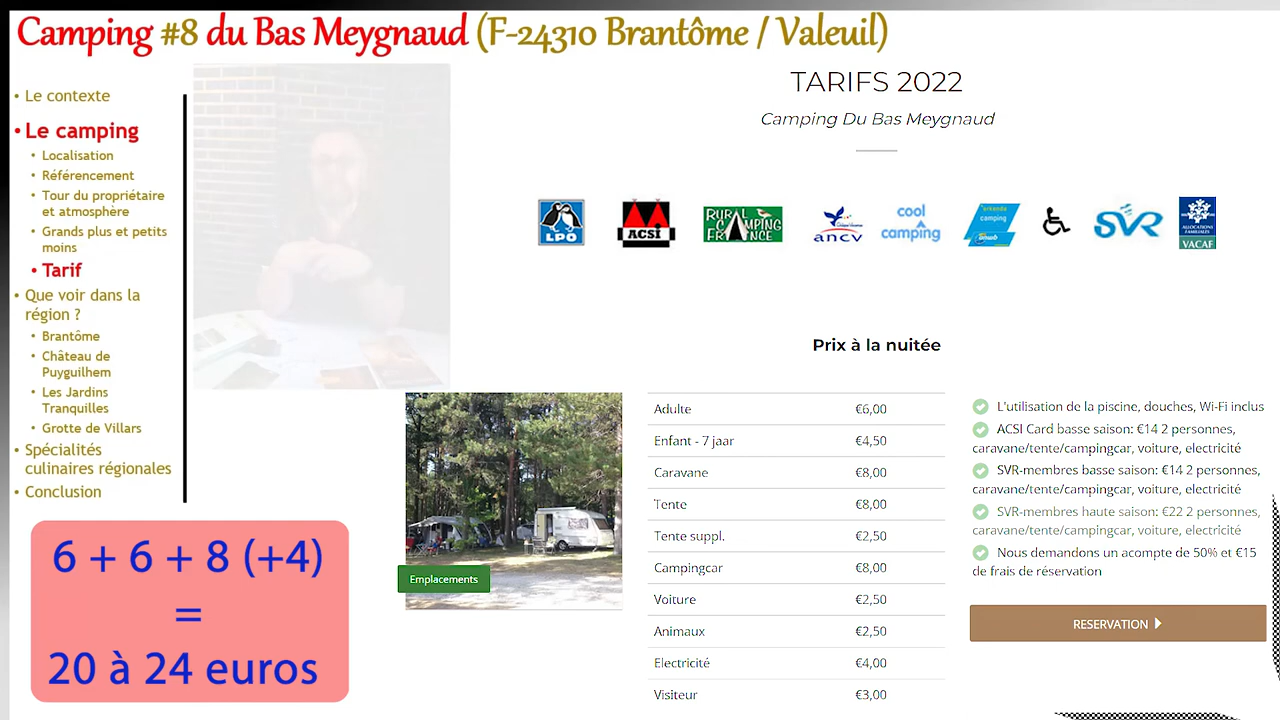 Camping #8 du Bas Meygnaud (F-24310 Brantôme / Valeuil)
• Le contexte
• Le camping
• Localisation
• Référencement
• Tour du propriétaire
et atmosphère
• Grands plus et petits
moins
• Tarif
• Que voir dans la
région ?
• Brantôme
• Château de
Puyguilhem
• Les Jardins
Tranquilles
• Grotte de Villars
• Spécialités
culinaires régionales
• Conclusion
6 + 6 + 8 (+4)
=
20 à 24 euros
TARIFS 2022
Camping Du Bas Meygnaud
LPO
ACSI
RURAL
CAMPING
FRANCE
ancv
cool
camping
erkende
camping
SVR
ALLOCATIONS
FAMILIALES
VACAF
Prix à la nuitée
Emplacements
Adulte €6,00
Enfant - 7 jaar €4,50
Caravane €8,00
Tente €8,00
Tente suppl. €2,50
Campingcar €8,00
Voiture €2,50
Animaux €2,50
Electricité €4,00
Visiteur €3,00
L'utilisation de la piscine, douches, Wi-Fi inclus
ACSI Card basse saison: €14 2 personnes,
caravane/tente/campingcar, voiture, electricité
SVR-membres basse saison: €14 2 personnes,
caravane/tente/campingcar, voiture, electricité
SVR-membres haute saison: €22 2 personnes,
caravane/tente/campingcar, voiture, electricité
Nous demandons un acompte de 50% et €15
de frais de réservation
RESERVATION